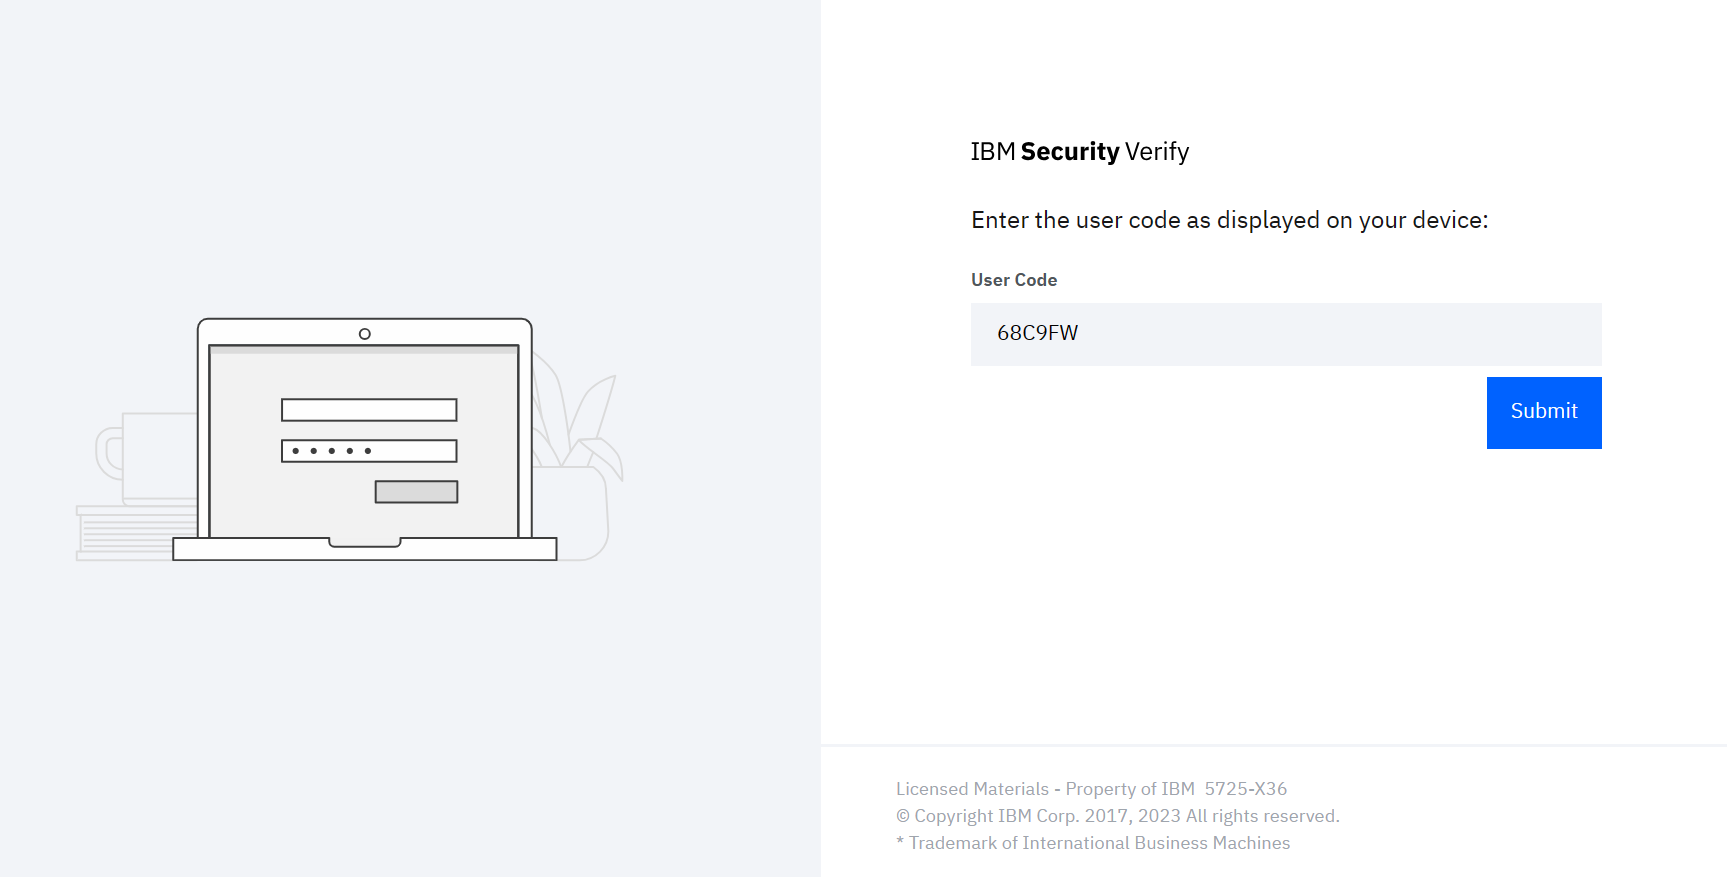 IBM Security Verify
Enter the user code as displayed on your device:
User Code
68C9FW
Submit
Licensed Materials - Property of IBM 5725-X36
© Copyright IBM Corp. 2017, 2023 All rights reserved.
* Trademark of International Business Machines